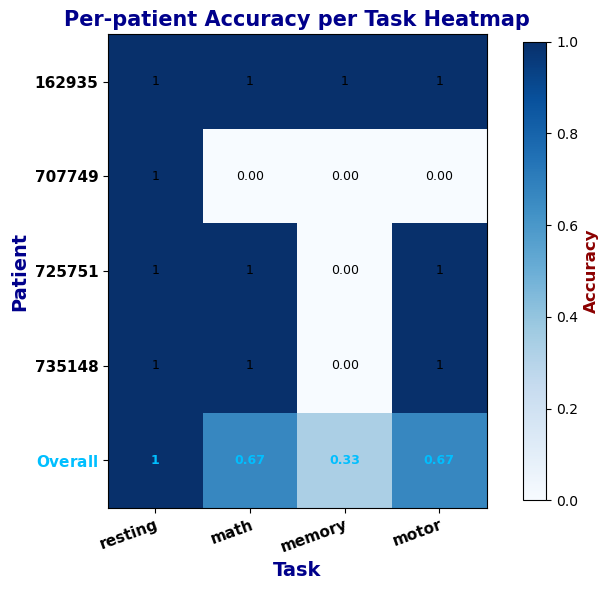 Per-patient Accuracy per Task Heatmap
162935 1 1 1 1
707749 1 0.00 0.00 0.00
725751 1 1 0.00 1
735148 1 1 0.00 1
Overall 1 0.67 0.33 0.67
resting math memory motor
Task
Patient
1.0
0.8
0.6
0.4
0.2
0.0
Accuracy